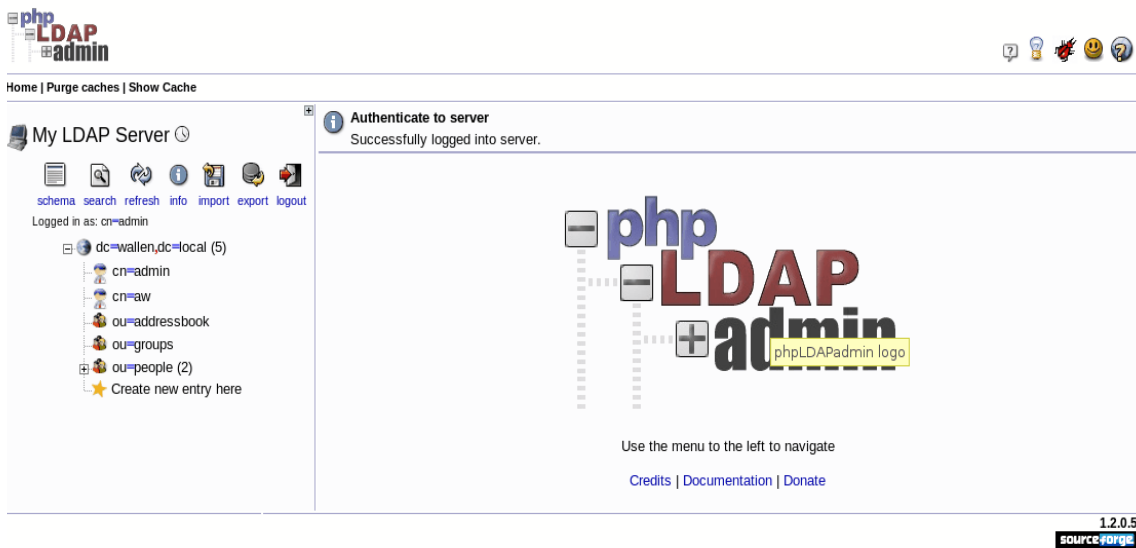 php
LDAP
admin
Home | Purge caches | Show Cache
My LDAP Server
schema search refresh info import export logout
Logged in as: cn=admin
dc=wallen,dc=local (5)
cn=admin
cn=aw
ou=addressbook
ou=groups
ou=people (2)
Create new entry here
Authenticate to server
Successfully logged into server.
php
LDAP
admin
phpLDAPadmin logo
Use the menu to the left to navigate
Credits | Documentation | Donate
1.2.0.5
sourceforge